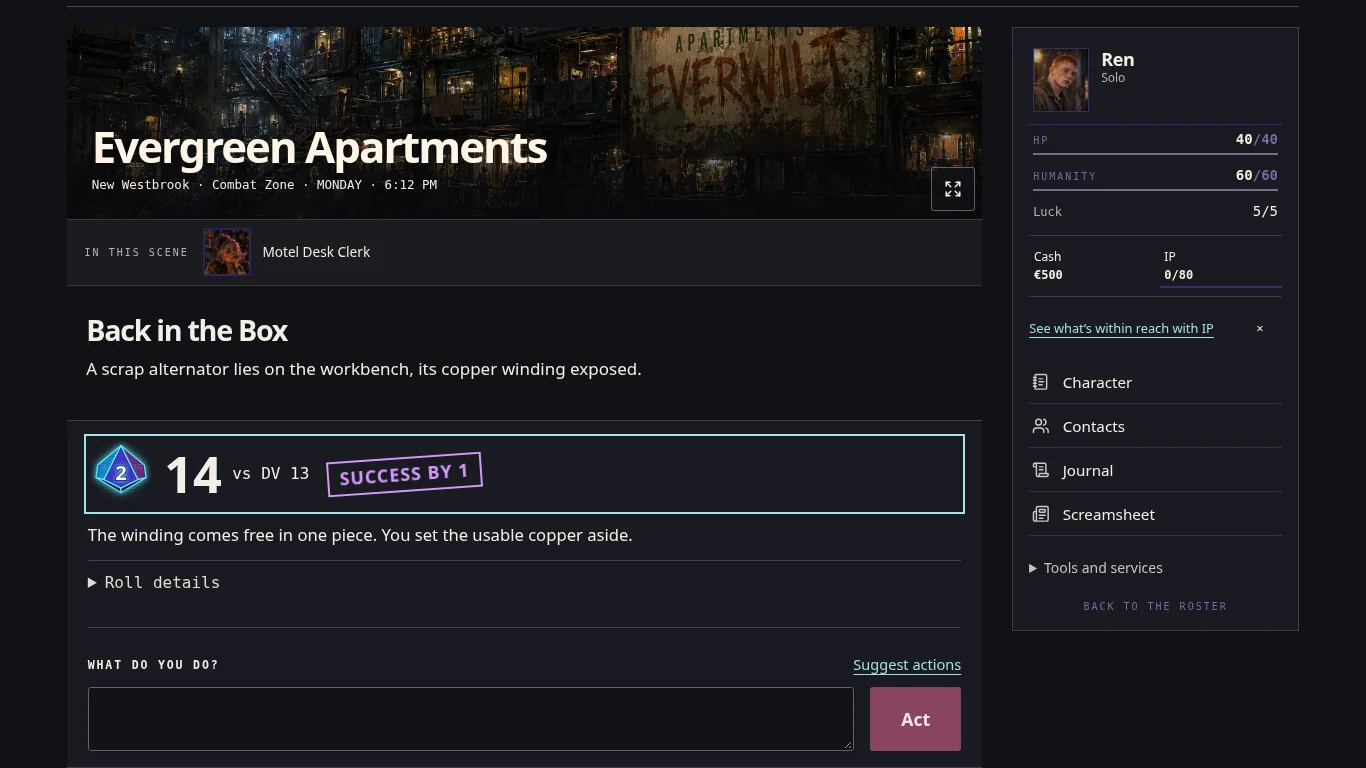 APARTMENTS
EVERWILT
Evergreen Apartments
New Westbrook · Combat Zone · MONDAY · 6:12 PM
IN THIS SCENE
Motel Desk Clerk
Back in the Box
A scrap alternator lies on the workbench, its copper winding exposed.
2
14 vs DV 13
SUCCESS BY 1
The winding comes free in one piece. You set the usable copper aside.
Roll details
WHAT DO YOU DO?
Suggest actions
Act
Ren
Solo
HP 40/40
HUMANITY 60/60
Luck 5/5
Cash
€500
IP
0/80
See what's within reach with IP ×
Character
Contacts
Journal
Screamsheet
Tools and services
BACK TO THE ROSTER